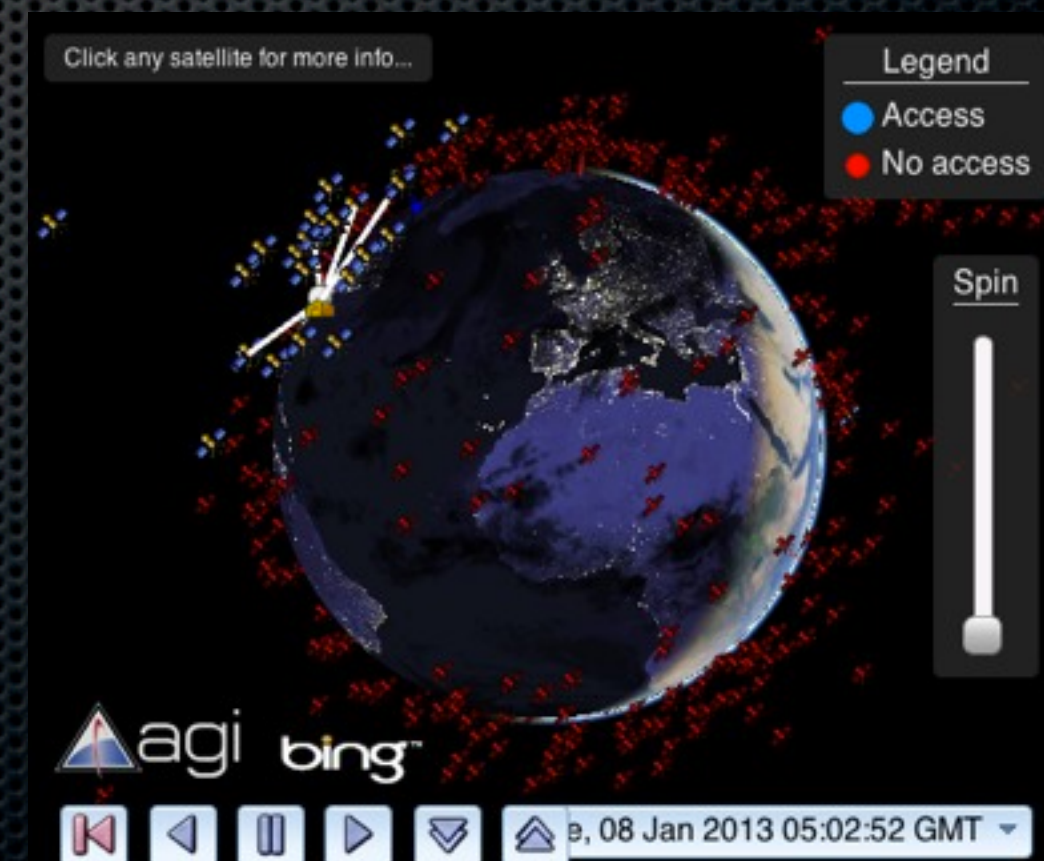 Click any satellite for more info...
Legend
Access
No access
Spin
agi
bing™
e, 08 Jan 2013 05:02:52 GMT